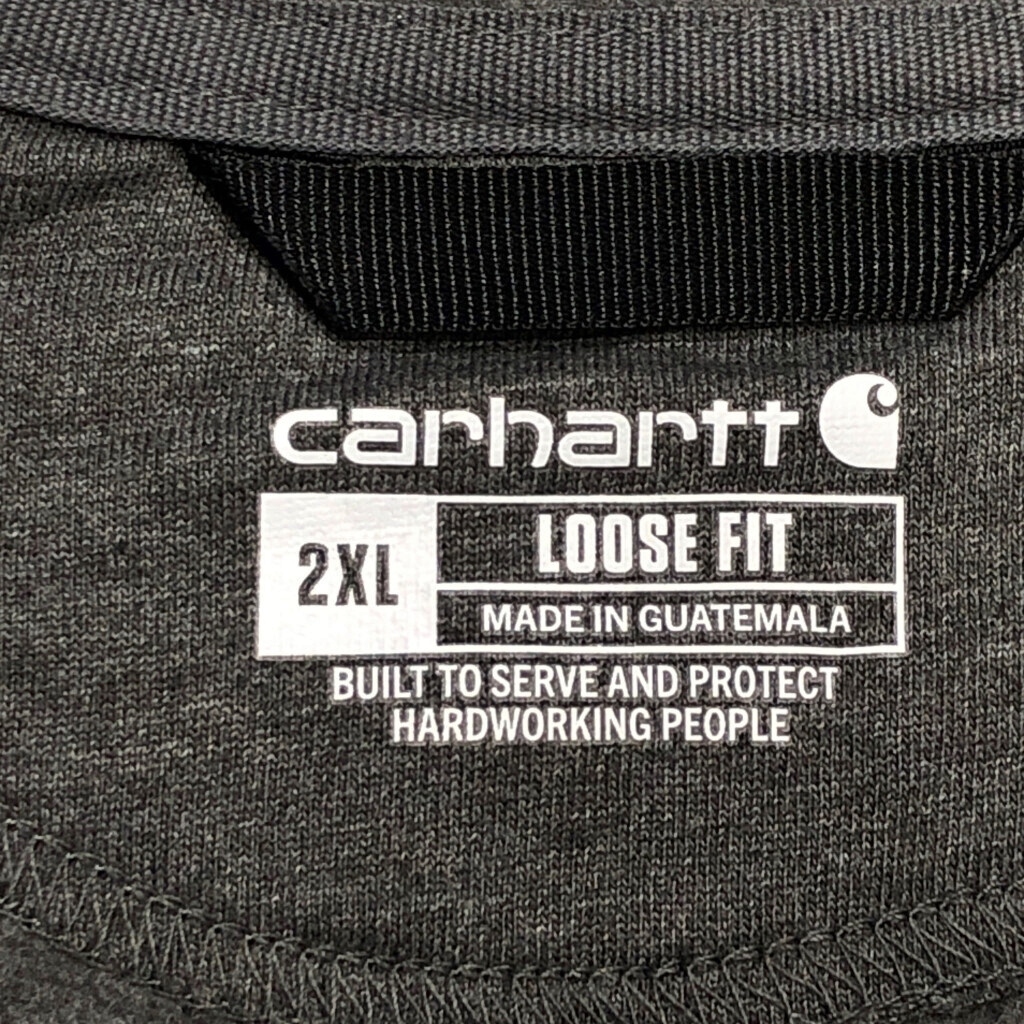 carhartt
2XL
LOOSE FIT
MADE IN GUATEMALA
BUILT TO SERVE AND PROTECT
HARDWORKING PEOPLE